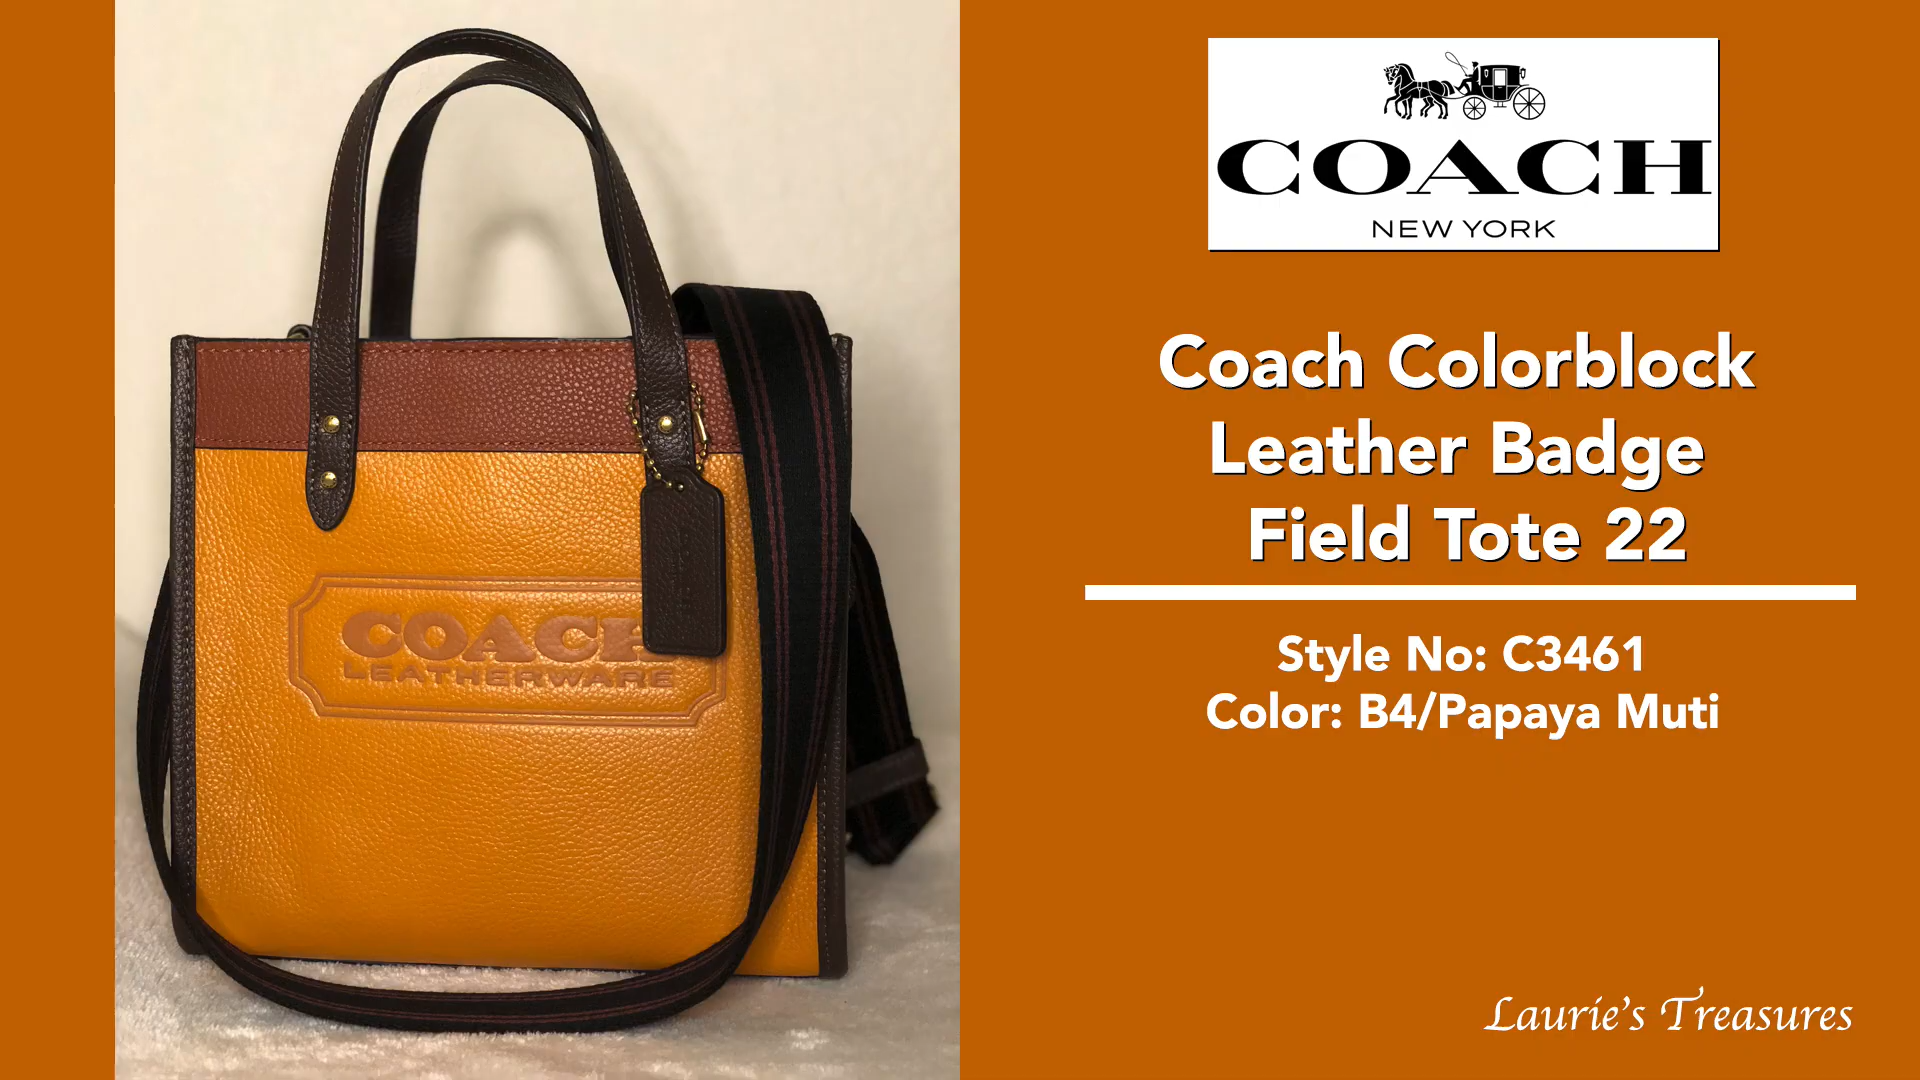 COACH
LEATHERWARE
COACH
NEW YORK
Coach Colorblock
Leather Badge
Field Tote 22
Style No: C3461
Color: B4/Papaya Muti
Laurie's Treasures